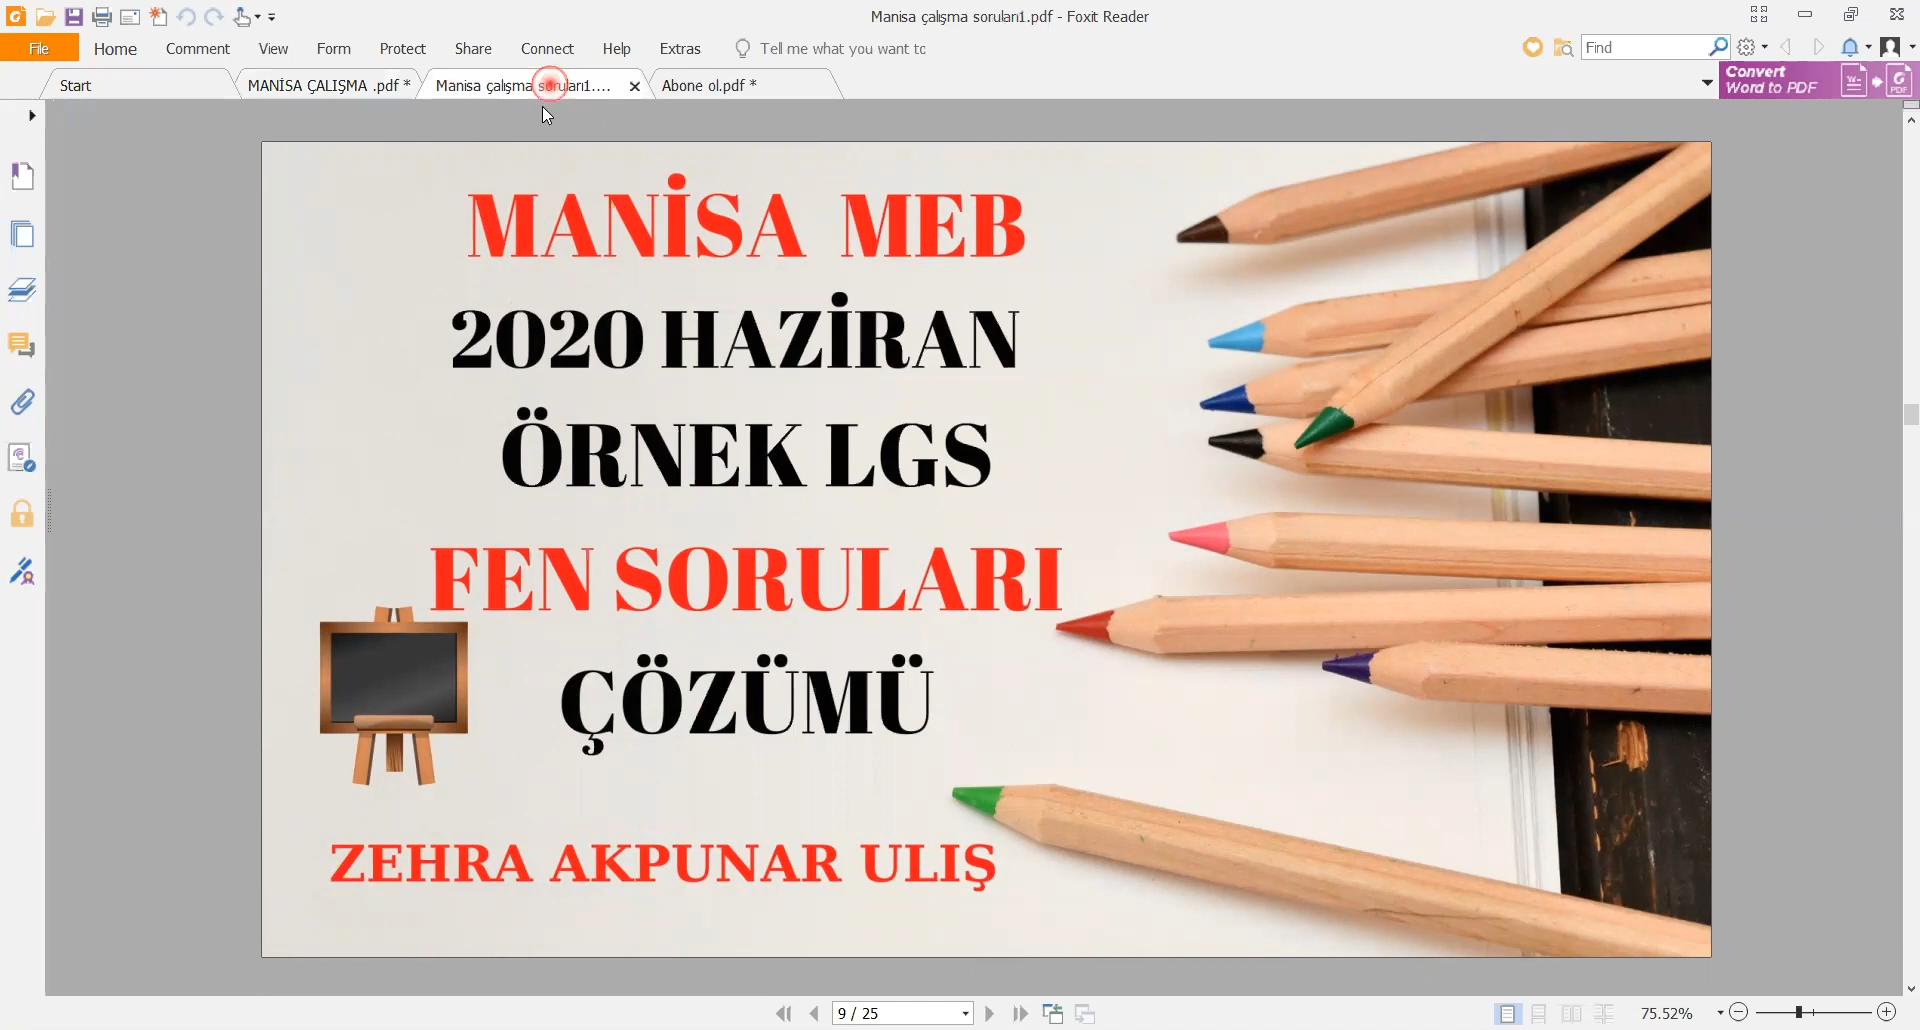 Manisa çalışma soruları1.pdf - Foxit Reader
File Home Comment View Form Protect Share Connect Help Extras Tell me what you want to Find
Start MANİSA ÇALIŞMA .pdf * Manisa çalışma soruları1.... Abone ol.pdf *
Convert
Word to PDF
PDF
MANİSA MEB
2020 HAZİRAN
ÖRNEK LGS
FEN SORULARI
ÇÖZÜMÜ
ZEHRA AKPUNAR ULIŞ
9 / 25 75.52%